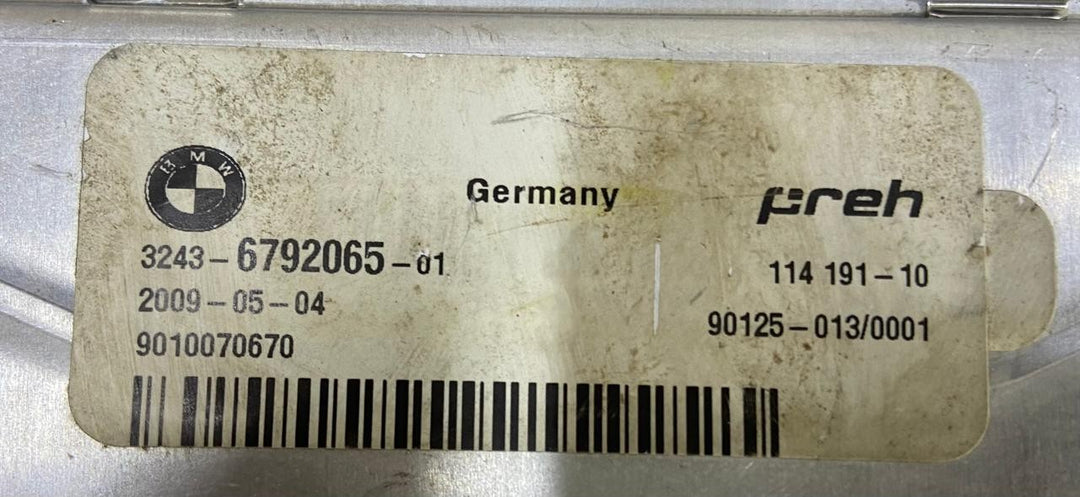 BMW
Germany
preh
3243-6792065-01
114 191-10
2009-05-04
90125-013/0001
9010070670